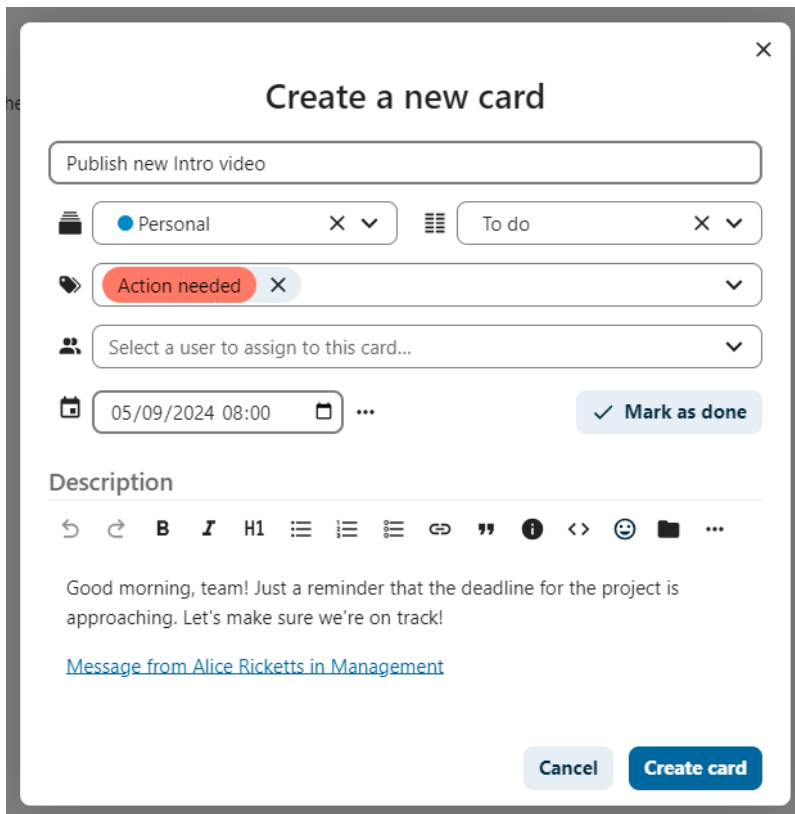 he
Create a new card
Publish new Intro video
Personal
To do
Action needed
Select a user to assign to this card...
05/09/2024 08:00
Mark as done
Description
B I H1
Good morning, team! Just a reminder that the deadline for the project is
approaching. Let's make sure we're on track!
Message from Alice Ricketts in Management
Cancel
Create card